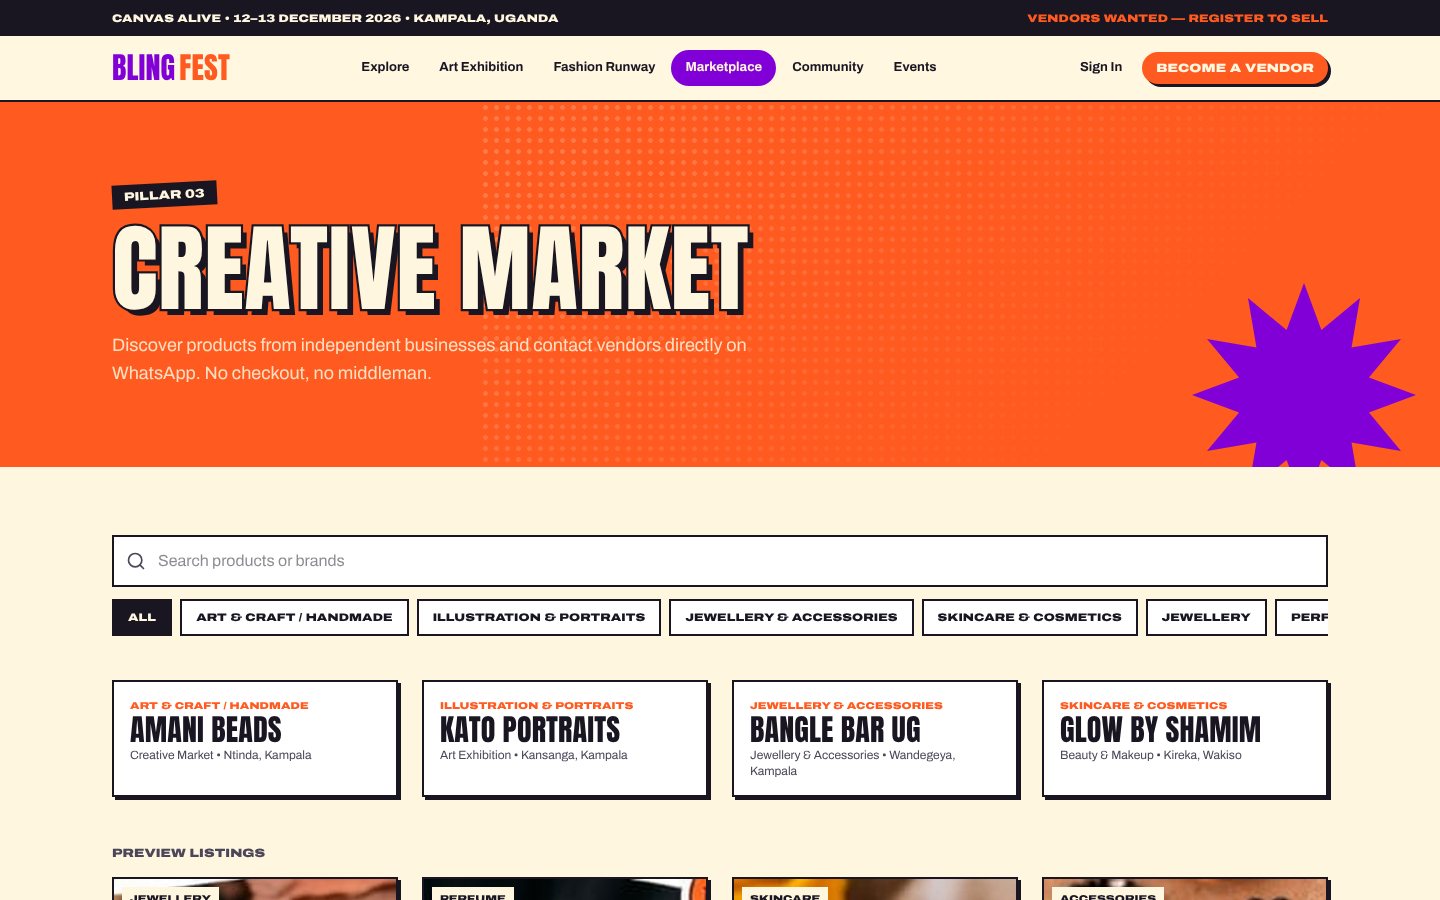 CANVAS ALIVE • 12–13 DECEMBER 2026 • KAMPALA, UGANDA
VENDORS WANTED — REGISTER TO SELL
BLING FEST
Explore
Art Exhibition
Fashion Runway
Marketplace
Community
Events
Sign In
BECOME A VENDOR
PILLAR 03
CREATIVE MARKET
Discover products from independent businesses and contact vendors directly on
WhatsApp. No checkout, no middleman.
Search products or brands
ALL
ART & CRAFT / HANDMADE
ILLUSTRATION & PORTRAITS
JEWELLERY & ACCESSORIES
SKINCARE & COSMETICS
JEWELLERY
PERF
ART & CRAFT / HANDMADE
AMANI BEADS
Creative Market • Ntinda, Kampala
ILLUSTRATION & PORTRAITS
KATO PORTRAITS
Art Exhibition • Kansanga, Kampala
JEWELLERY & ACCESSORIES
BANGLE BAR UG
Jewellery & Accessories • Wandegeya,
Kampala
SKINCARE & COSMETICS
GLOW BY SHAMIM
Beauty & Makeup • Kireka, Wakiso
PREVIEW LISTINGS
JEWELLERY
PERFUME
SKINCARE
ACCESSORIES